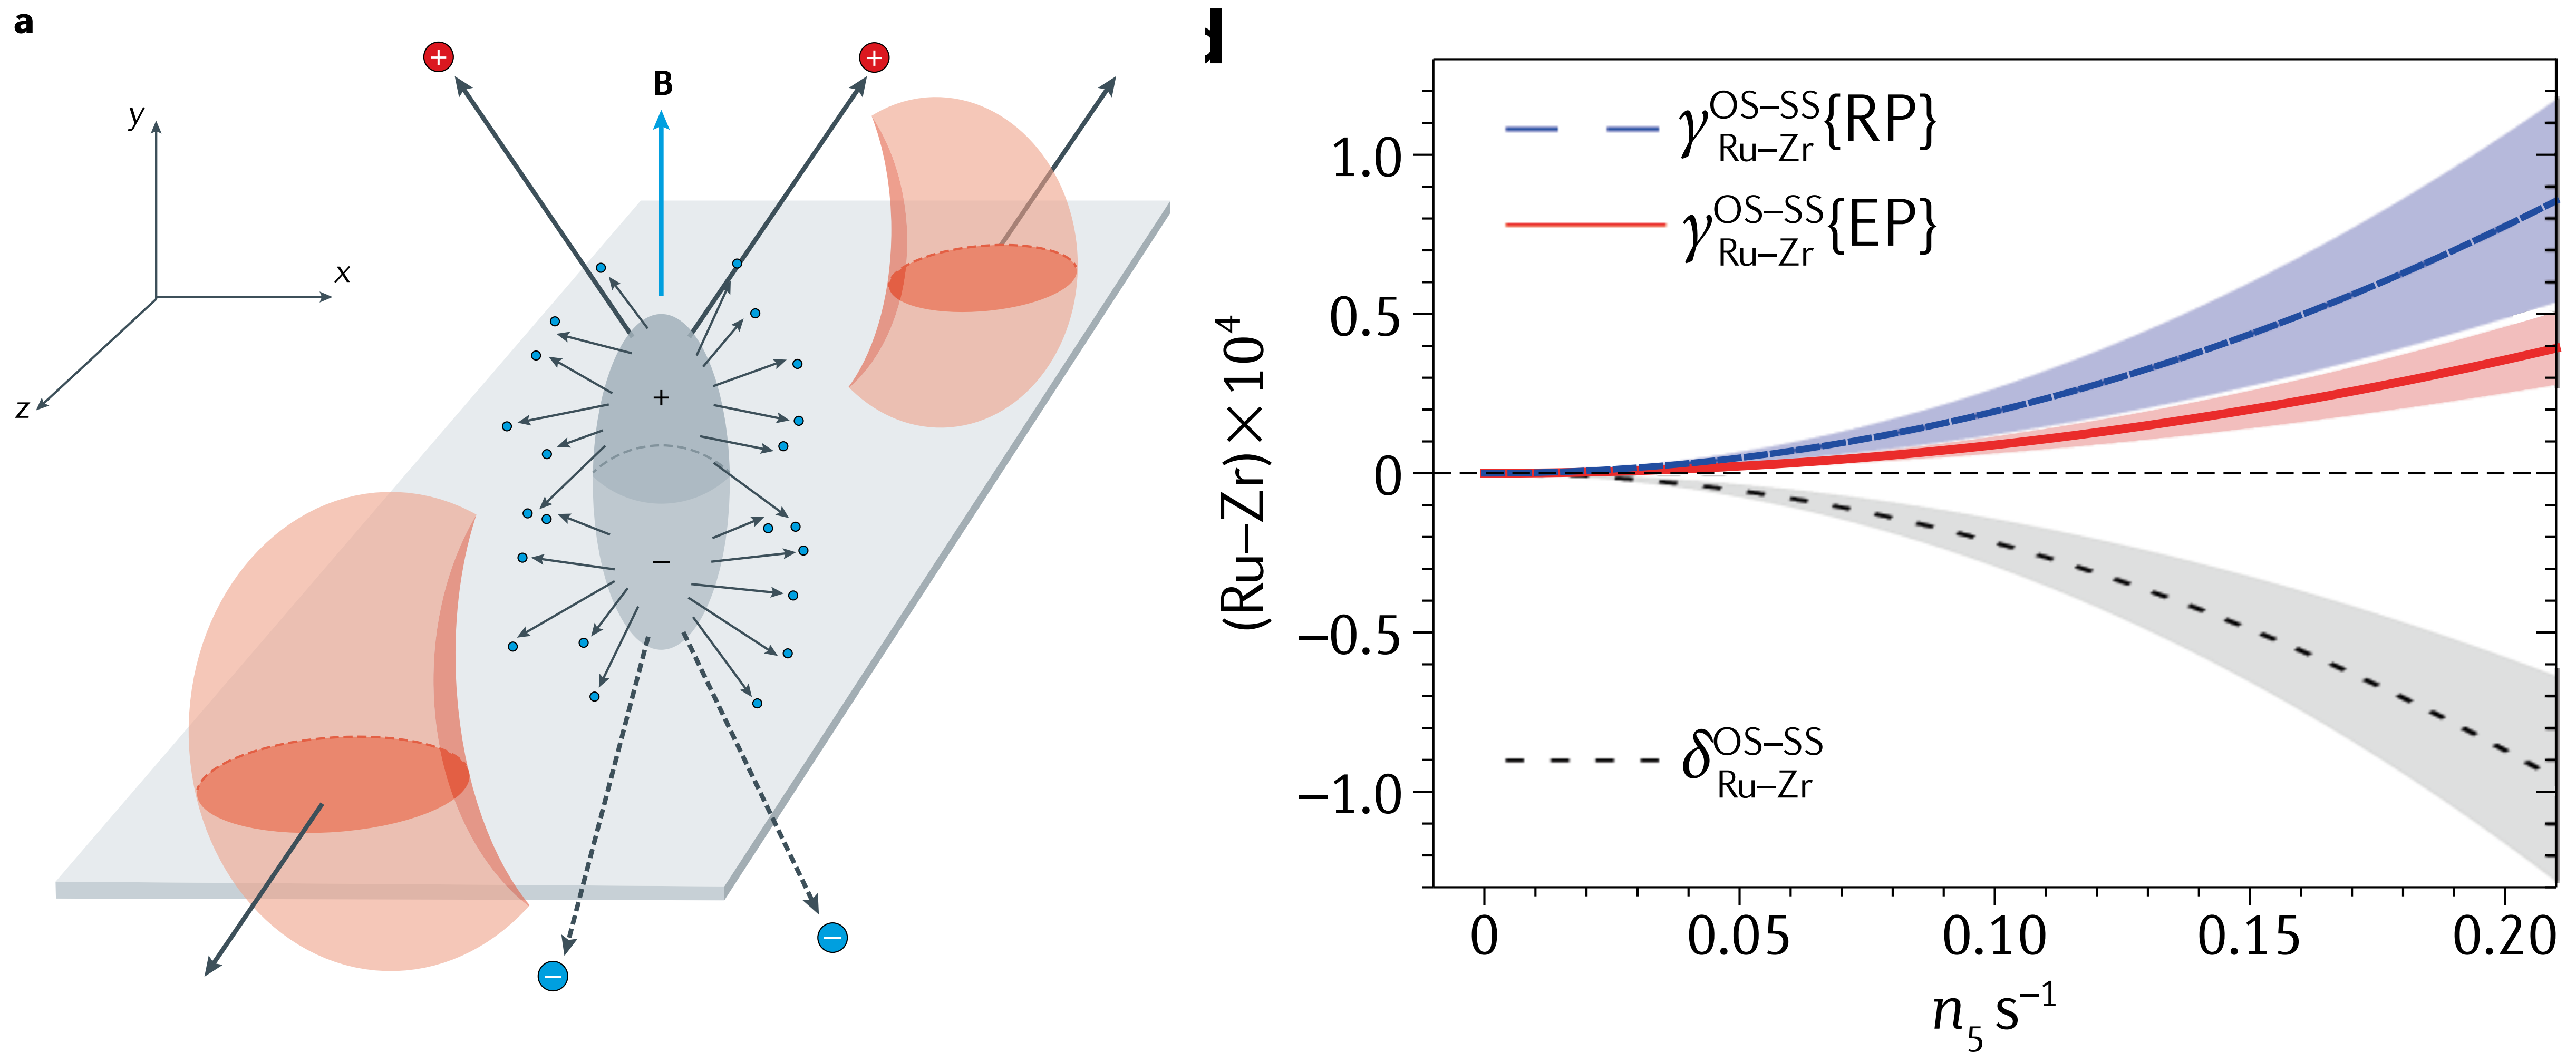 a
+
+
B
y
x
z
+
−
−
−
γ^{OS–SS}_{Ru–Zr}{RP}
γ^{OS–SS}_{Ru–Zr}{EP}
δ^{OS–SS}_{Ru–Zr}
(Ru–Zr) × 10^4
1.0
0.5
0
–0.5
–1.0
0 0.05 0.10 0.15 0.20
n_5 s^{–1}